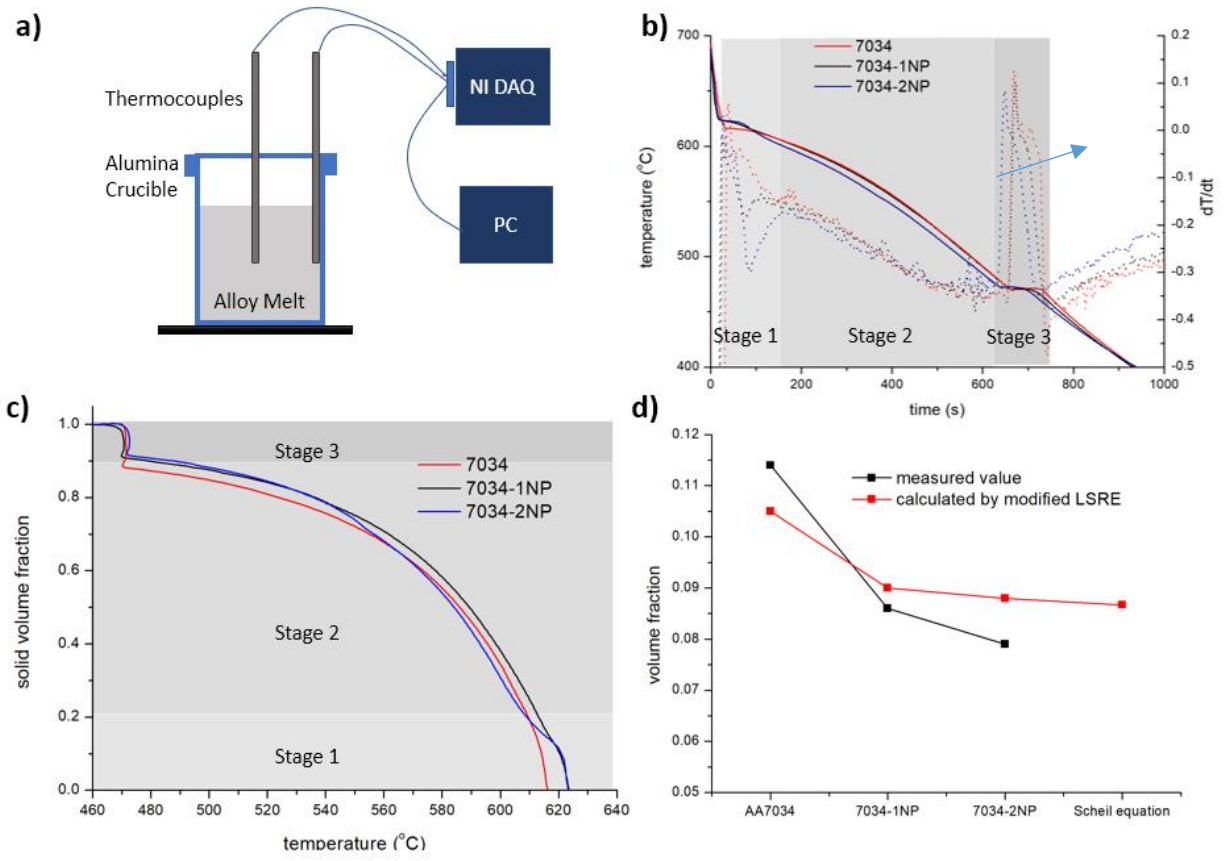 a)
Thermocouples
Alumina
Crucible
Alloy Melt
NI DAQ
PC
b)
700
600
500
400
temperature (°C)
7034
7034-1NP
7034-2NP
0.2
0.1
0.0
-0.1
-0.2
-0.3
-0.4
-0.5
dT/dt
Stage 1
Stage 2
Stage 3
0
200
400
600
800
1000
time (s)
c)
1.0
0.8
0.6
0.4
0.2
0.0
solid volume fraction
Stage 3
7034
7034-1NP
7034-2NP
Stage 2
Stage 1
460
480
500
520
540
560
580
600
620
640
temperature (°C)
d)
0.12
0.11
0.10
0.09
0.08
0.07
0.06
0.05
volume fraction
measured value
calculated by modified LSRE
AA7034
7034-1NP
7034-2NP
Scheil equation